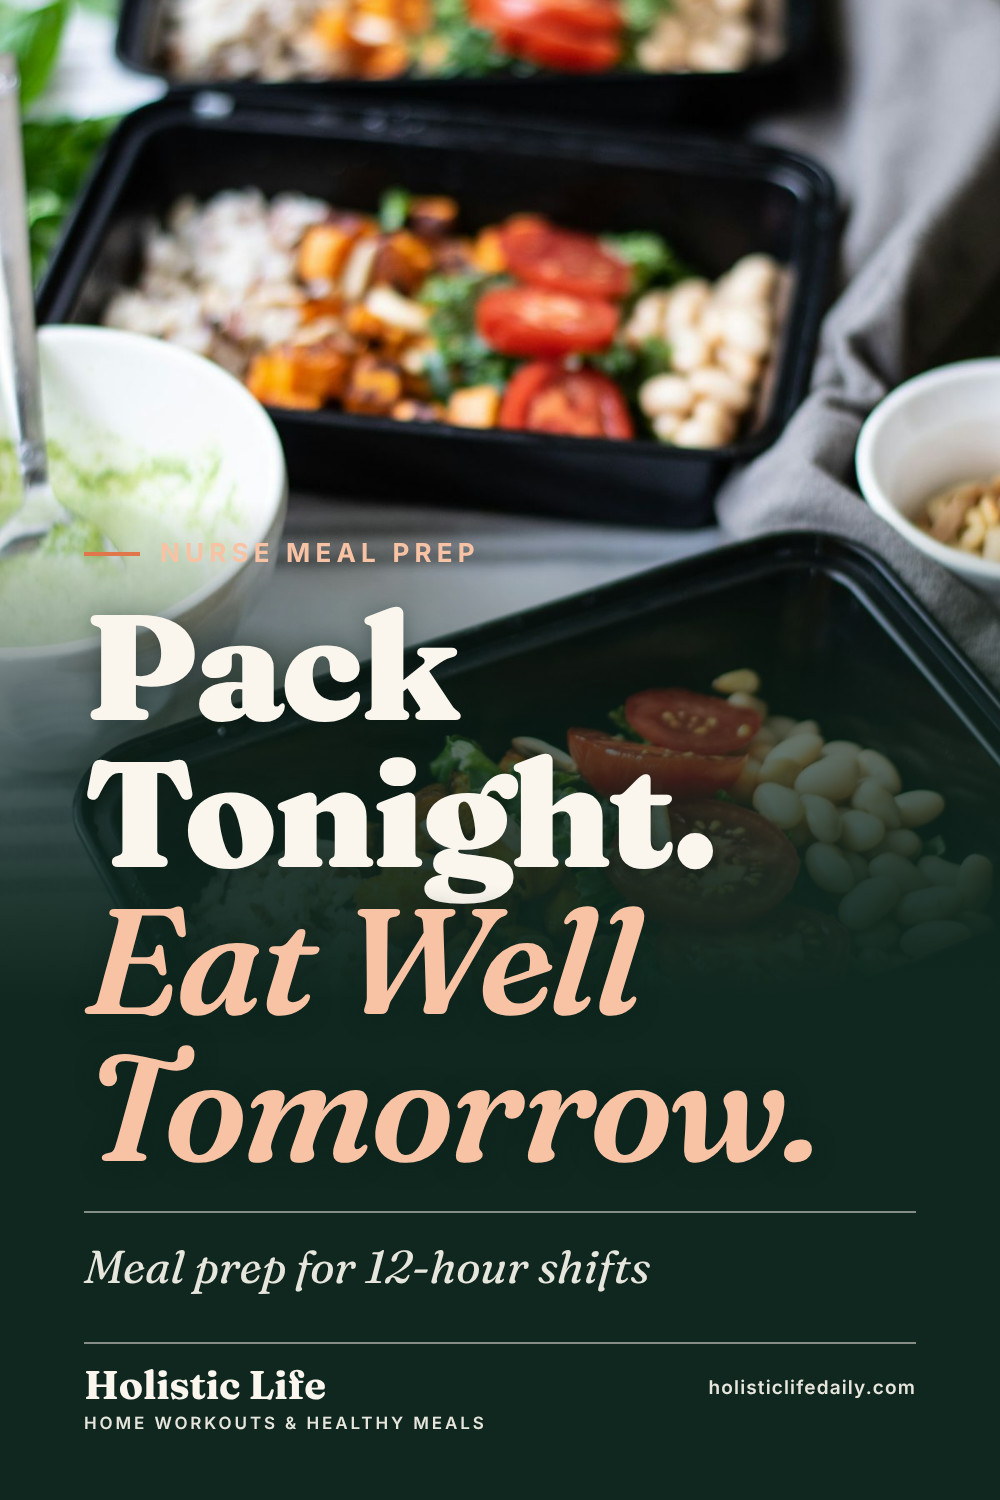 NURSE MEAL PREP
Pack
Tonight.
Eat Well
Tomorrow.
Meal prep for 12-hour shifts
Holistic Life
HOME WORKOUTS & HEALTHY MEALS
holisticlifedaily.com